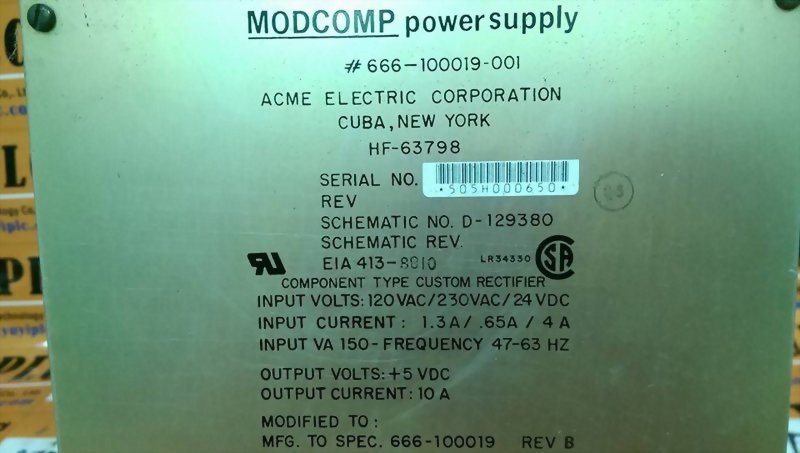 MODCOMP powersupply
# 666-100019-001
ACME ELECTRIC CORPORATION
CUBA, NEW YORK
HF-63798
SERIAL NO. *505H000650*
REV
SCHEMATIC NO. D-129380
SCHEMATIC REV.
EIA 413-8810 LR34330
COMPONENT TYPE CUSTOM RECTIFIER
INPUT VOLTS: 120VAC/230VAC/24VDC
INPUT CURRENT: 1.3A/ .65A / 4A
INPUT VA 150-FREQUENCY 47-63 HZ
OUTPUT VOLTS: +5 VDC
OUTPUT CURRENT: 10 A
MODIFIED TO:
MFG. TO SPEC. 666-100019 REV B